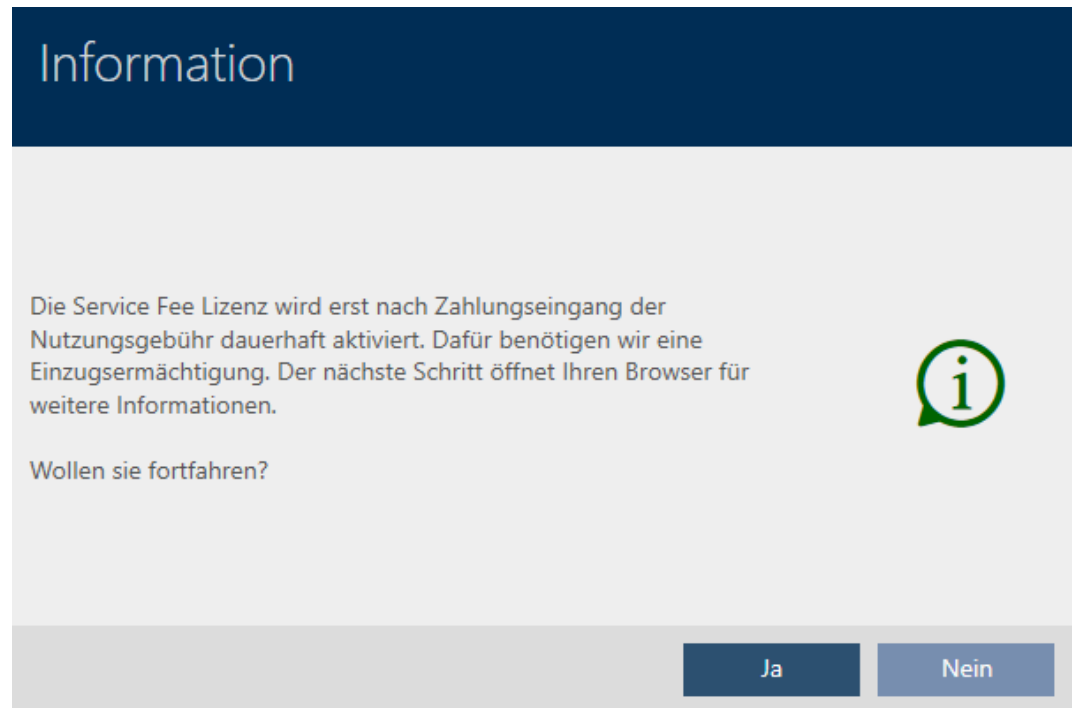 Information
Die Service Fee Lizenz wird erst nach Zahlungseingang der
Nutzungsgebühr dauerhaft aktiviert. Dafür benötigen wir eine
Einzugsermächtigung. Der nächste Schritt öffnet Ihren Browser für
weitere Informationen.
Wollen sie fortfahren?
i
Ja
Nein